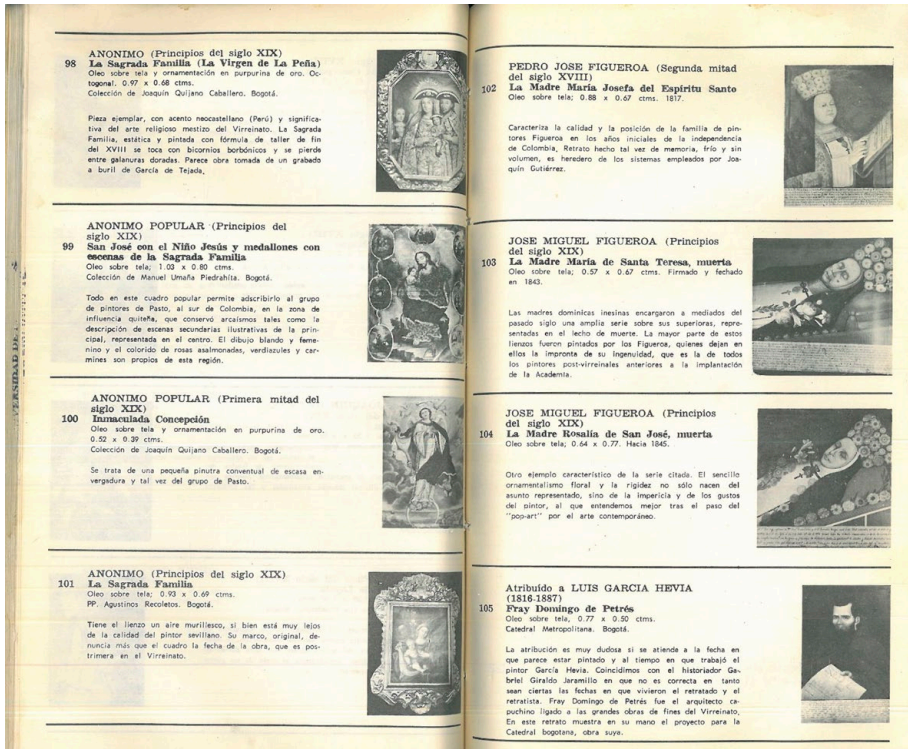 ANONIMO (Principios del siglo XIX)
98 La Sagrada Familia (La Virgen de La Peña)
Oleo sobre tela y ornamentación en purpurina de oro. Oc-
togonal. 0.97 x 0.68 ctms.
Colección de Joaquín Quijano Caballero. Bogotá.
Pieza ejemplar, con acento neocastellano (Perú) y significa-
tiva del arte religioso mestizo del Virreinato. La Sagrada
Familia, estática y pintada con fórmula de taller de fin
del XVIII se toca con bicornios borbónicos y se pierde
entre galanuras doradas. Parece obra tomada de un grabado
a buril de García de Tejada.
ANONIMO POPULAR (Principios del
siglo XIX)
99 San José con el Niño Jesús y medallones con
escenas de la Sagrada Familia
Oleo sobre tela; 1.03 x 0.80 ctms.
Colección de Manuel Umaña Piedrahíta. Bogotá.
Todo en este cuadro popular permite adscribirlo al grupo
de pintores de Pasto, al sur de Colombia, en la zona de
influencia quiteña, que conservó arcaísmos tales como la
descripción de escenas secundarias ilustrativas de la prin-
cipal, representada en el centro. El dibujo blando y feme-
nino y el colorido de rosas asalmonadas, verdiazules y car-
mines son propios de esta región.
ANONIMO POPULAR (Primera mitad del
siglo XIX)
100 Inmaculada Concepción
Oleo sobre tela y ornamentación en purpurina de oro.
0.52 x 0.39 ctms.
Colección de Joaquín Quijano Caballero. Bogotá.
Se trata de una pequeña pinutra conventual de escasa en-
vergadura y tal vez del grupo de Pasto.
ANONIMO (Principios del siglo XIX)
101 La Sagrada Familia
Oleo sobre tela; 0.93 x 0.69 ctms.
PP. Agustinos Recoletos. Bogotá.
Tiene el lienzo un aire murillesco, si bien está muy lejos
de la calidad del pintor sevillano. Su marco, original, de-
nuncia más que el cuadro la fecha de la obra, que es pos-
trimera en el Virreinato.
PEDRO JOSE FIGUEROA (Segunda mitad
del siglo XVIII)
102 La Madre María Josefa del Espíritu Santo
Oleo sobre tela; 0.88 x 0.67 ctms. 1817.
Caracteriza la calidad y la posición de la familia de pin-
tores Figueroa en los años iniciales de la independencia
de Colombia. Retrato hecho tal vez de memoria, frío y sin
volumen, es heredero de los sistemas empleados por Joa-
quín Gutiérrez.
JOSE MIGUEL FIGUEROA (Principios
del siglo XIX)
103 La Madre María de Santa Teresa, muerta
Oleo sobre tela; 0.57 x 0.67 ctms. Firmado y fechado
en 1843.
Las madres dominicas inesinas encargaron a mediados del
pasado siglo una amplia serie sobre sus superioras, repre-
sentadas en el lecho de muerte. La mayor parte de estos
lienzos fueron pintados por los Figueroa, quienes dejan en
ellos la impronta de su ingenuidad, que es la de todos
los pintores post-virreinales anteriores a la implantación
de la Academia.
JOSE MIGUEL FIGUEROA (Principios
del siglo XIX)
104 La Madre Rosalía de San José, muerta
Oleo sobre tela; 0.64 x 0.77. Hacia 1845.
Otro ejemplo característico de la serie citada. El sencillo
ornamentalismo floral y la rigidez no sólo nacen del
asunto representado, sino de la impericia y de los gustos
del pintor, al que entendemos mejor tras el paso del
"pop-art" por el arte contemporáneo.
Atribuído a LUIS GARCIA HEVIA
(1816-1887)
105 Fray Domingo de Petrés
Oleo sobre tela, 0.77 x 0.50 ctms.
Catedral Metropolitana. Bogotá.
La atribución es muy dudosa si se atiende a la fecha en
que parece estar pintado y al tiempo en que trabajó el
pintor García Hevia. Coincidimos con el historiador Ga-
briel Giraldo Jaramillo en que no es correcta en tanto
sean ciertas las fechas en que vivieron el retratado y el
retratista. Fray Domingo de Petrés fue el arquitecto ca-
puchino ligado a las grandes obras de fines del Virreinato,
En este retrato muestra en su mano el proyecto para la
Catedral bogotana, obra suya.